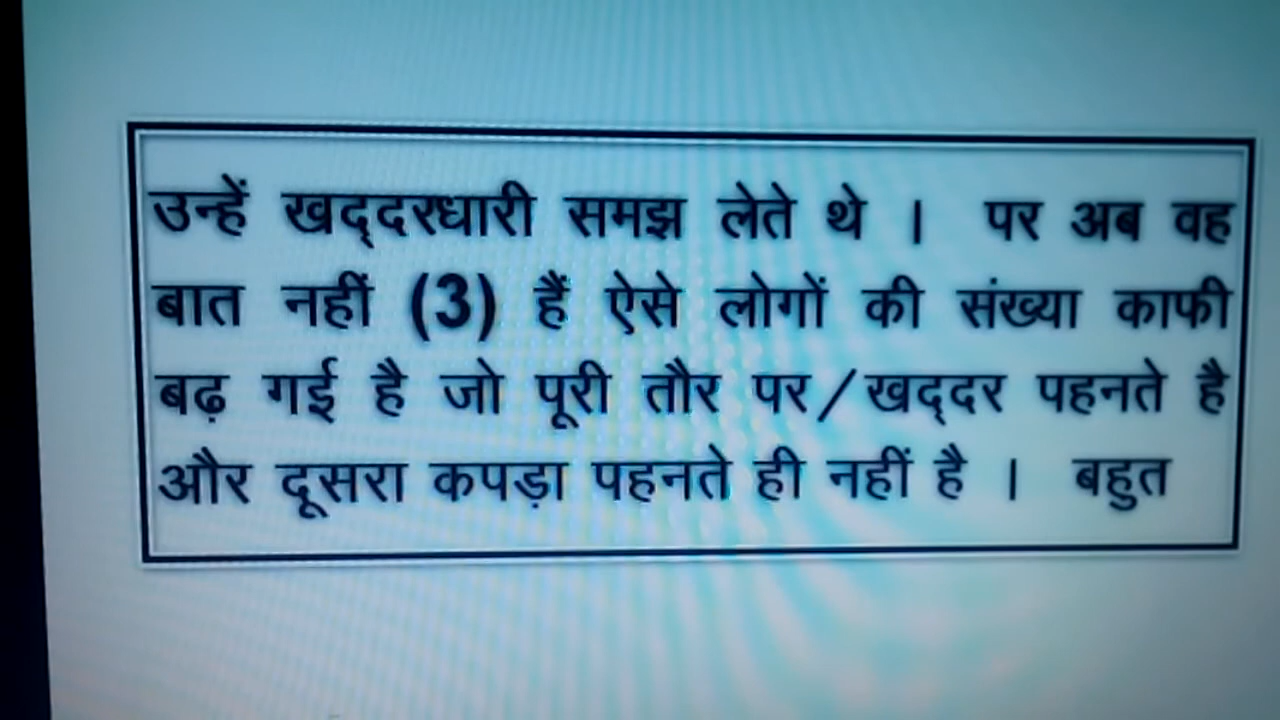 उन्हें खद्‌दरधारी समझ लेते थे । पर अब वह
बात नहीं (3) हैं ऐसे लोगों की संख्या काफी
बढ़ गई है जो पूरी तौर पर/खद्‌दर पहनते है
और दूसरा कपड़ा पहनते ही नहीं है । बहुत